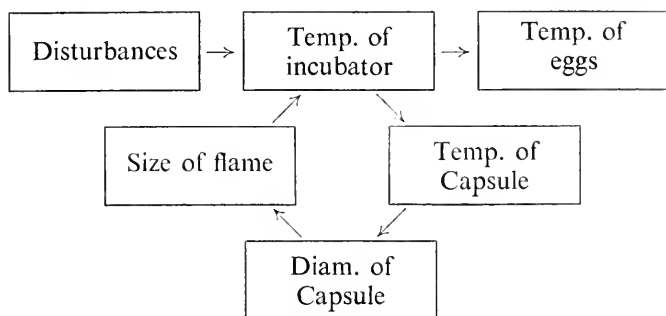 Disturbances
Temp. of
incubator
Temp. of
eggs
Size of flame
Temp. of
Capsule
Diam. of
Capsule